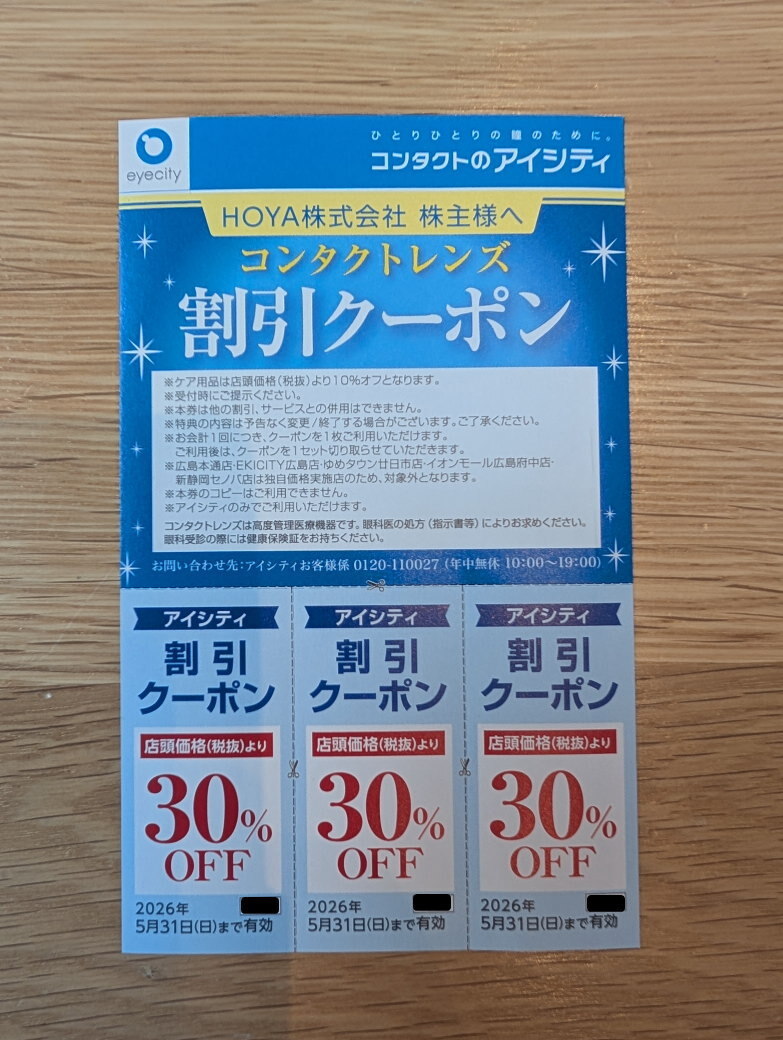 eyecity
ひとりひとりの瞳のために。
コンタクトのアイシティ
HOYA株式会社 株主様へ
コンタクトレンズ
割引クーポン
※ケア用品は店頭価格(税抜)より10%オフとなります。
※受付時にご提示ください。
※本券は他の割引、サービスとの併用はできません。
※特典の内容は予告なく変更/終了する場合がございます。ご了承ください。
※お会計1回につき、クーポンを1枚ご利用いただけます。
ご利用後は、クーポンを1セット切り取らせていただきます。
※広島本通店・EKICITY広島店・ゆめタウン廿日市店・イオンモール広島府中店・
新静岡セノバ店は独自価格実施店のため、対象外となります。
※本券のコピーはご利用できません。
※アイシティのみでご利用いただけます。
コンタクトレンズは高度管理医療機器です。眼科医の処方(指示書等)によりお求めください。
眼科受診の際には健康保険証をお持ちください。
お問い合わせ先:アイシティお客様係 0120-110027 (年中無休 10:00~19:00)
アイシティ
割引
クーポン
店頭価格(税抜)より
30%
OFF
2026年
5月31日(日)まで有効
アイシティ
割引
クーポン
店頭価格(税抜)より
30%
OFF
2026年
5月31日(日)まで有効
アイシティ
割引
クーポン
店頭価格(税抜)より
30%
OFF
2026年
5月31日(日)まで有効